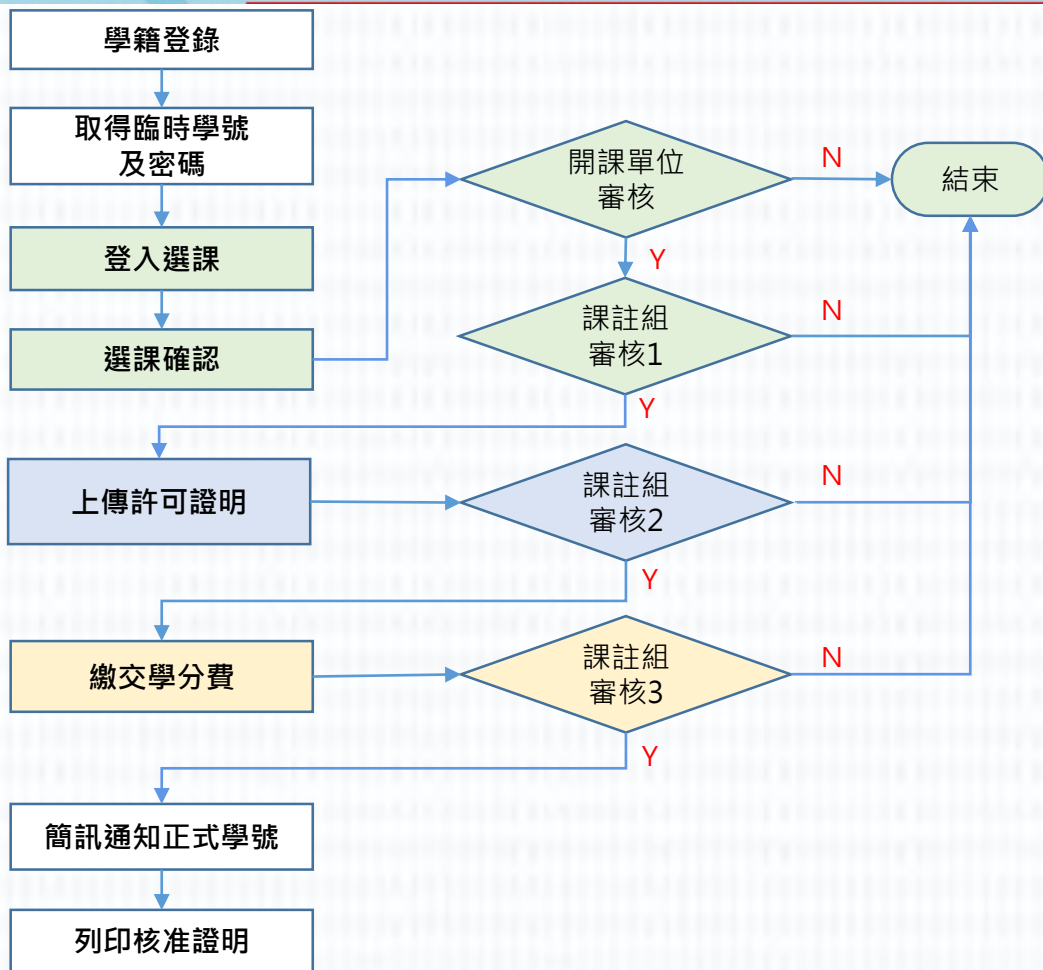 學籍登錄
取得臨時學號
及密碼
登入選課
選課確認
開課單位
審核
N
結束
Y
課註組
審核1
N
Y
上傳許可證明
課註組
審核2
N
Y
繳交學分費
課註組
審核3
N
Y
簡訊通知正式學號
列印核准證明